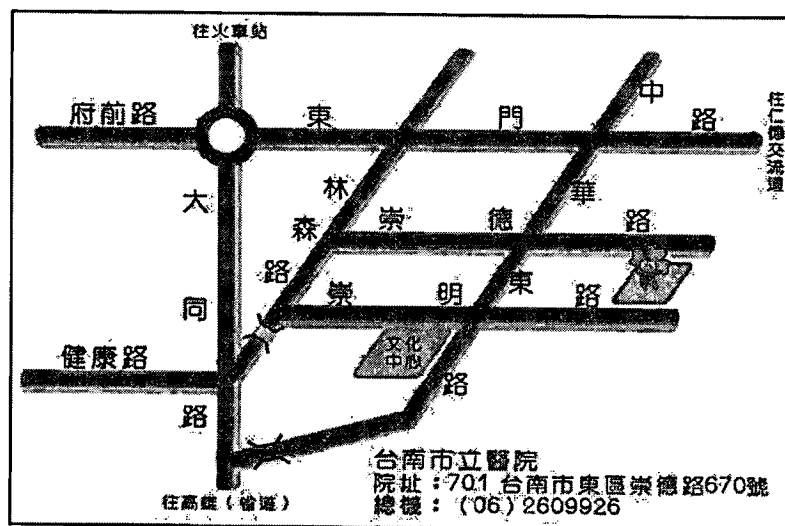 往火車站
府前路
東門路
往仁德交流道
中華東路
大同路
林森路
崇德路
崇明路
健康路
文化
中心
往高雄（省道）
台南市立醫院
院址：701 台南市東區崇德路670號
總機：（06）2609926